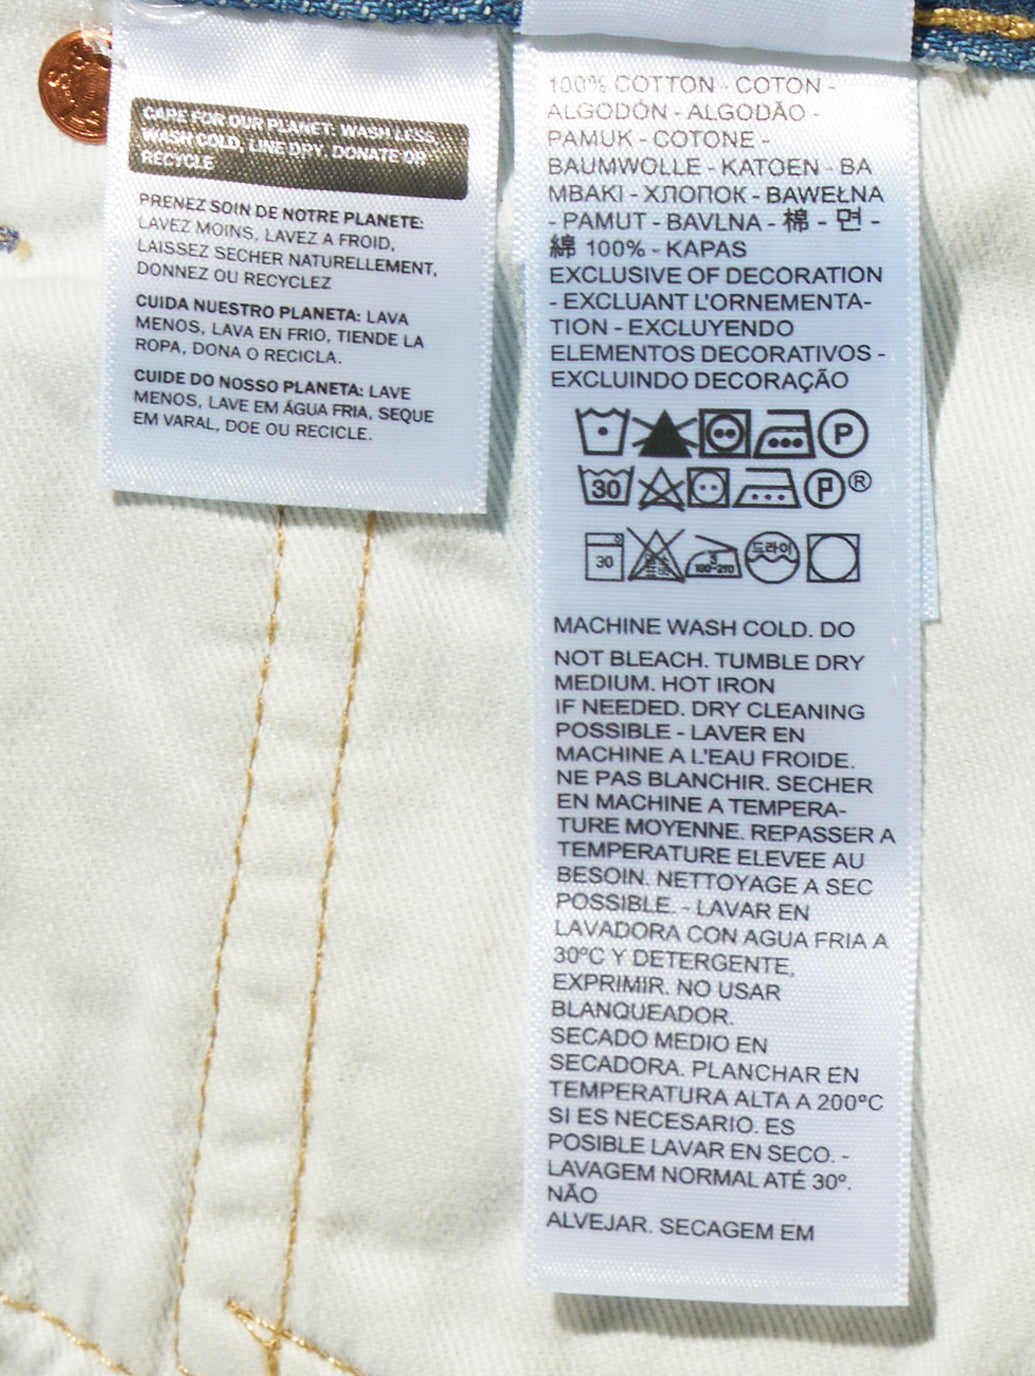 CARE FOR OUR PLANET: WASH LESS,
WASH COLD, LINE DRY, DONATE OR
RECYCLE
PRENEZ SOIN DE NOTRE PLANETE:
LAVEZ MOINS, LAVEZ A FROID,
LAISSEZ SECHER NATURELLEMENT,
DONNEZ OU RECYCLEZ
CUIDA NUESTRO PLANETA: LAVA
MENOS, LAVA EN FRIO, TIENDE LA
ROPA, DONA O RECICLA.
CUIDE DO NOSSO PLANETA: LAVE
MENOS, LAVE EM ÁGUA FRIA, SEQUE
EM VARAL, DOE OU RECICLE.
100% COTTON - COTON -
ALGODÓN - ALGODÃO -
PAMUK - COTONE -
BAUMWOLLE - KATOEN - BA
MBAKI - ХЛОПОК - BAWEŁNA
- PAMUT - BAVLNA - 棉 - 면 -
綿 100% - KAPAS
EXCLUSIVE OF DECORATION
- EXCLUANT L'ORNEMENTA-
TION - EXCLUYENDO
ELEMENTOS DECORATIVOS -
EXCLUINDO DECORAÇÃO
P
30 P ®
30 3 180-210 드라이
MACHINE WASH COLD. DO
NOT BLEACH. TUMBLE DRY
MEDIUM. HOT IRON
IF NEEDED. DRY CLEANING
POSSIBLE - LAVER EN
MACHINE A L'EAU FROIDE.
NE PAS BLANCHIR. SECHER
EN MACHINE A TEMPERA-
TURE MOYENNE. REPASSER A
TEMPERATURE ELEVEE AU
BESOIN. NETTOYAGE A SEC
POSSIBLE. - LAVAR EN
LAVADORA CON AGUA FRIA A
30ºC Y DETERGENTE,
EXPRIMIR. NO USAR
BLANQUEADOR.
SECADO MEDIO EN
SECADORA. PLANCHAR EN
TEMPERATURA ALTA A 200ºC
SI ES NECESARIO. ES
POSIBLE LAVAR EN SECO. -
LAVAGEM NORMAL ATÉ 30º.
NÃO
ALVEJAR. SECAGEM EM